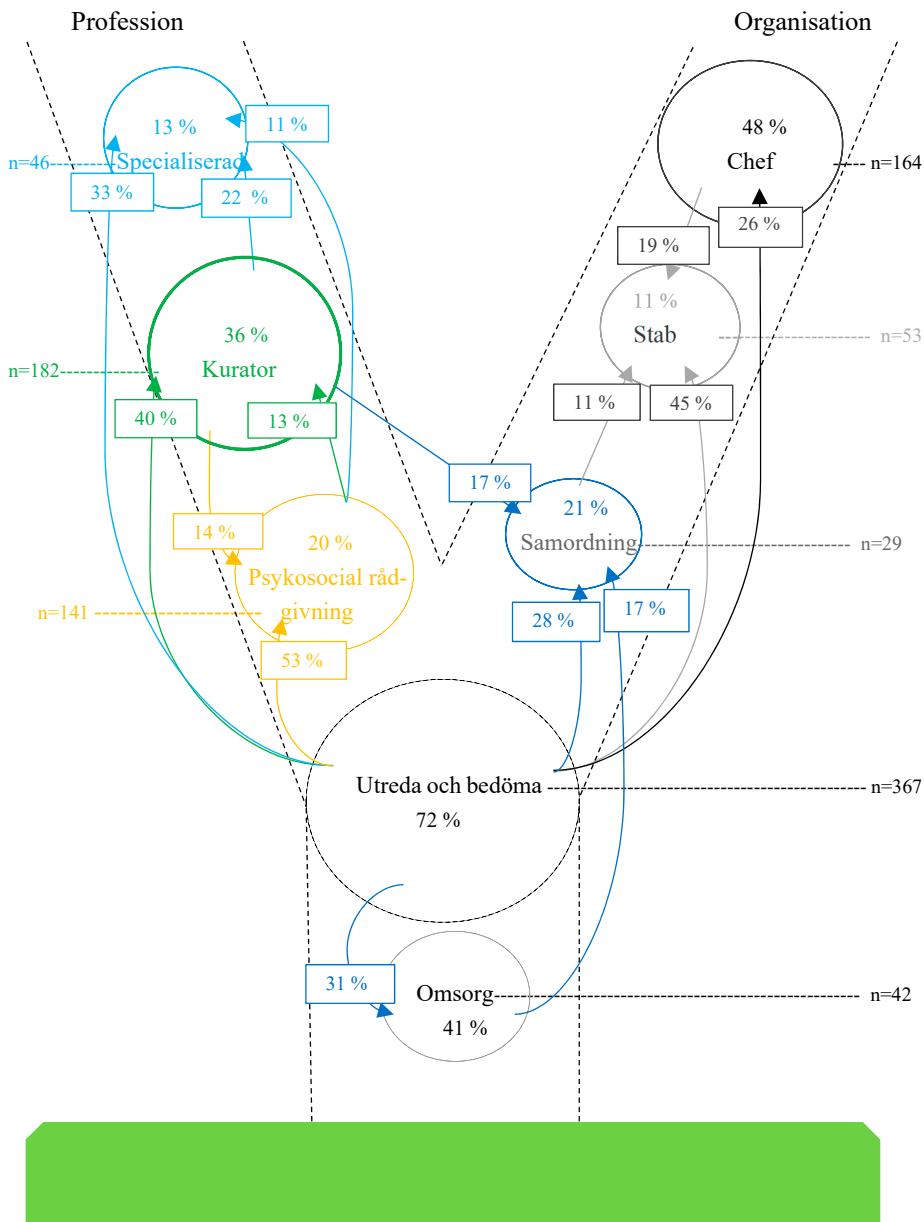 Profession
Organisation
13 %
11 %
48 %
n=46
Specialiserad
Chef
n=164
33 %
22 %
26 %
19 %
11 %
36 %
Stab
n=53
n=182
Kurator
40 %
13 %
11 %
45 %
17 %
21 %
14 %
20 %
Samordning
n=29
Psykosocial råd-
n=141
givning
28 %
17 %
53 %
Utreda och bedöma
n=367
72 %
31 %
Omsorg
n=42
41 %